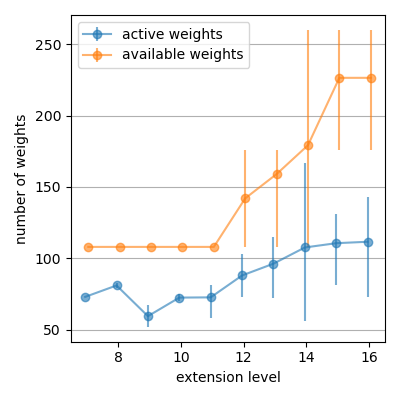 active weights
available weights
250
200
150
100
50
number of weights
8 10 12 14 16
extension level